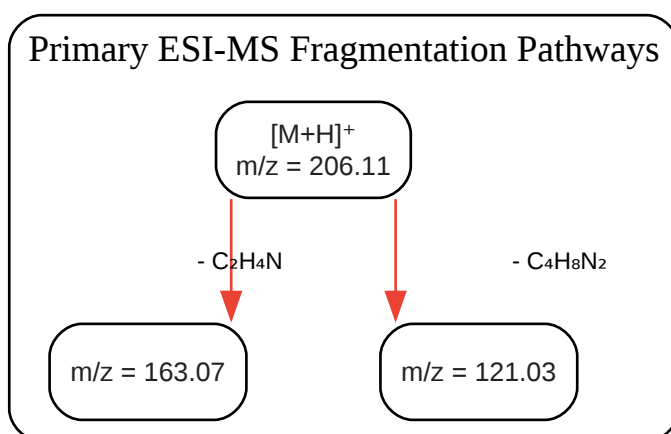 Primary ESI-MS Fragmentation Pathways
[M+H]⁺
m/z = 206.11
- C₂H₄N
- C₄H₈N₂
m/z = 163.07
m/z = 121.03